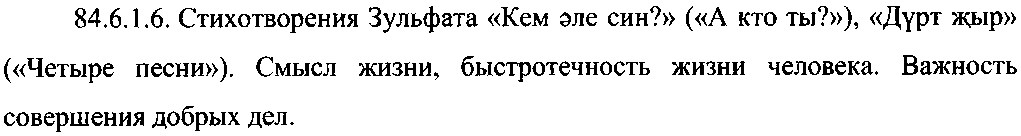 84.6.1.6. Стихотворения Зульфата «Кем әле син?» («А кто ты?»), «Дүрт җыр»
(«Четыре песни»). Смысл жизни, быстротечность жизни человека. Важность
совершения добрых дел.